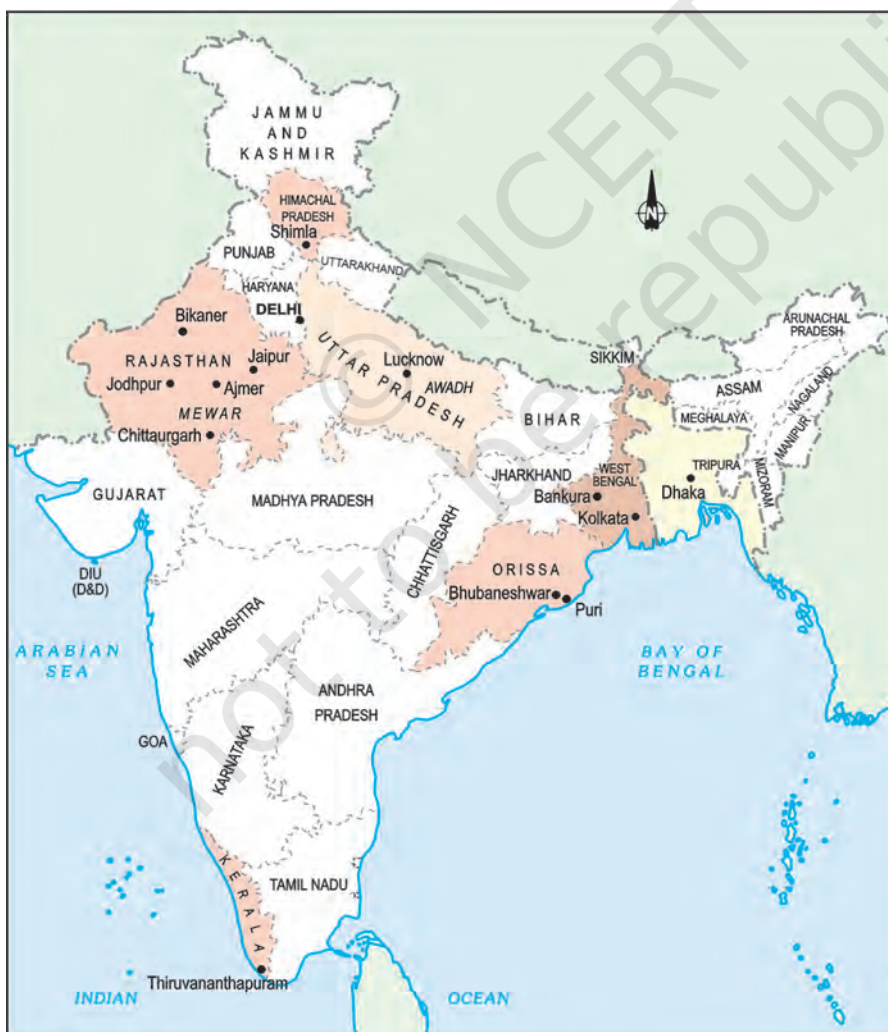 © NCERT
not to be republi
JAMMU
AND
KASHMIR
HIMACHAL
PRADESH
Shimla
N
PUNJAB
UTTARAKHAND
HARYANA
DELHI
Bikaner
RAJASTHAN
Jaipur
Jodhpur
Ajmer
MEWAR
Chittaurgarh
UTTAR PRADESH
Lucknow
AWADH
SIKKIM
ARUNACHAL
PRADESH
ASSAM
NAGALAND
MEGHALAYA
MANIPUR
BIHAR
TRIPURA
MIZORAM
Dhaka
JHARKHAND
WEST
BENGAL
Bankura
Kolkata
GUJARAT
MADHYA PRADESH
CHHATTISGARH
DIU
(D&D)
ORISSA
Bhubaneshwar
Puri
MAHARASHTRA
ARABIAN
SEA
BAY OF
BENGAL
ANDHRA
PRADESH
GOA
KARNATAKA
KERALA
TAMIL NADU
Thiruvananthapuram
INDIAN
OCEAN